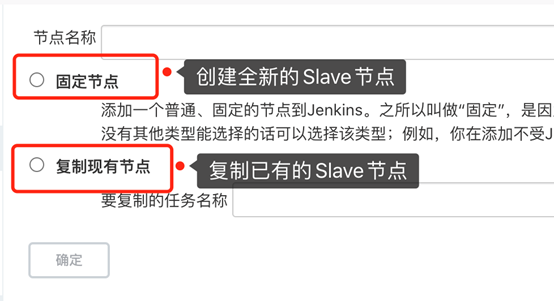 节点名称
固定节点
创建全新的Slave节点
添加一个普通、固定的节点到Jenkins。之所以叫做“固定”，是因
没有其他类型能选择的话可以选择该类型；例如，你在添加不受J
复制现有节点
复制已有的Slave节点
要复制的任务名称
确定